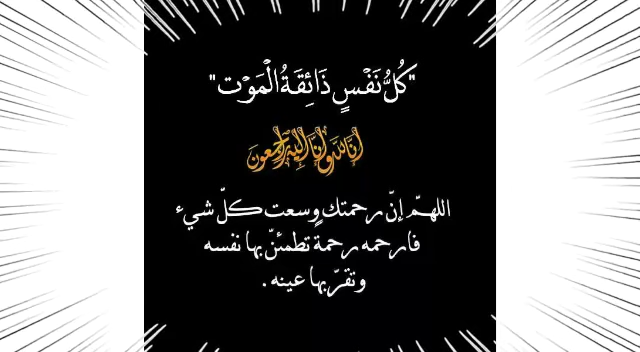 "كُلُّ نَفْسٍ ذَائِقَةُ الْمَوْت"
إنا لله وإنا إليه راجعون
اللهمّ إنّ رحمتك وسعت كلّ شيء
فارحمه رحمةً تطمئنّ بها نفسه
وتقرّ بها عينه .